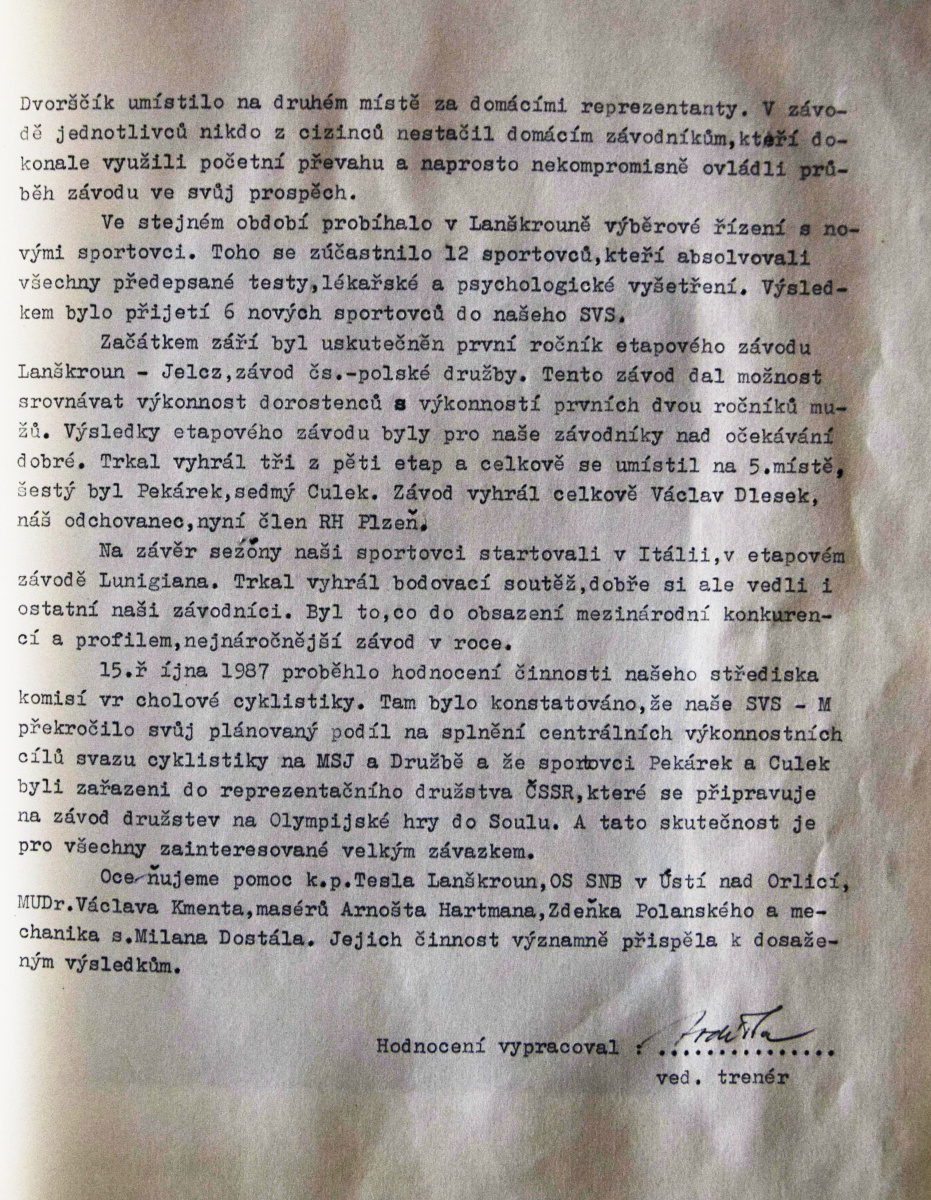 Dvorščík umístilo na druhém místě za domácími reprezentanty. V závo-
dě jednotlivců nikdo z cizinců nestačil domácím závodníkům,kteří do-
konale využili početní převahu a naprosto nekompromisně ovládli prů-
běh závodu ve svůj prospěch.
Ve stejném období probíhalo v Lanškrouně výběrové řízení s no-
vými sportovci. Toho se zúčastnilo 12 sportovců,kteří absolvovali
všechny předepsané testy,lékařské a psychologické vyšetření. Výsled-
kem bylo přijetí 6 nových sportovců do našeho SVS.
Začátkem září byl uskutečněn první ročník etapového závodu
Lanškroun - Jelcz,závod čs.-polské družby. Tento závod dal možnost
srovnávat výkonnost dorostenců s výkonností prvních dvou ročníků mu-
žů. Výsledky etapového závodu byly pro naše závodníky nad očekávání
dobré. Trkal vyhrál tři z pěti etap a celkově se umístil na 5.místě,
šestý byl Pekárek,sedmý Culek. Závod vyhrál celkově Václav Dlesek,
náš odchovanec,nyní člen RH Plzeň.
Na závěr sezóny naši sportovci startovali v Itálii,v etapovém
závodě Lunigiana. Trkal vyhrál bodovací soutěž,dobře si ale vedli i
ostatní naši závodníci. Byl to,co do obsazení mezinárodní konkuren-
cí a profilem,nejnáročnější závod v roce.
15.ř íjna 1987 proběhlo hodnocení činnosti našeho střediska
komisí vr cholové cyklistiky. Tam bylo konstatováno,že naše SVS - M
překročilo svůj plánovaný podíl na splnění centrálních výkonnostních
cílů svazu cyklistiky na MSJ a Družbě a že sportovci Pekárek a Culek
byli zařazeni do reprezentačního družstva ČSSR,které se připravuje
na závod družstev na Olympijské hry do Soulu. A tato skutečnost je
pro všechny zainteresované velkým závazkem.
Oceňujeme pomoc k.p.Tesla Lanškroun,OS SNB v Ústí nad Orlicí,
MUDr.Václava Kmenta,masérů Arnošta Hartmana,Zdeňka Polanského a me-
chanika s.Milana Dostála. Jejich činnost významně přispěla k dosaže-
ným výsledkům.
Hodnocení vypracoval : ...............
ved. trenér